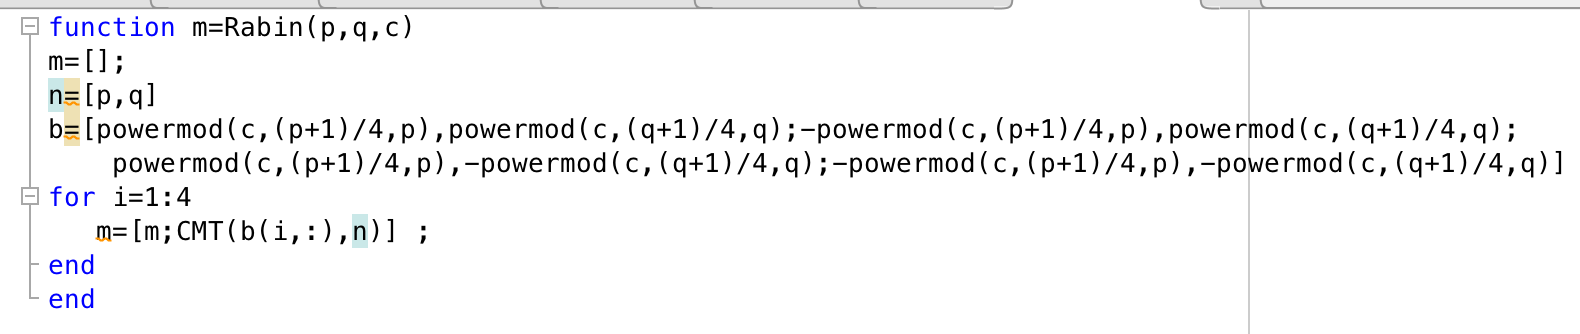 function m=Rabin(p,q,c)
m=[];
n=[p,q]
b=[powermod(c,(p+1)/4,p),powermod(c,(q+1)/4,q);-powermod(c,(p+1)/4,p),powermod(c,(q+1)/4,q);
powermod(c,(p+1)/4,p),-powermod(c,(q+1)/4,q);-powermod(c,(p+1)/4,p),-powermod(c,(q+1)/4,q)]
for i=1:4
m=[m;CMT(b(i,:),n)] ;
end
end